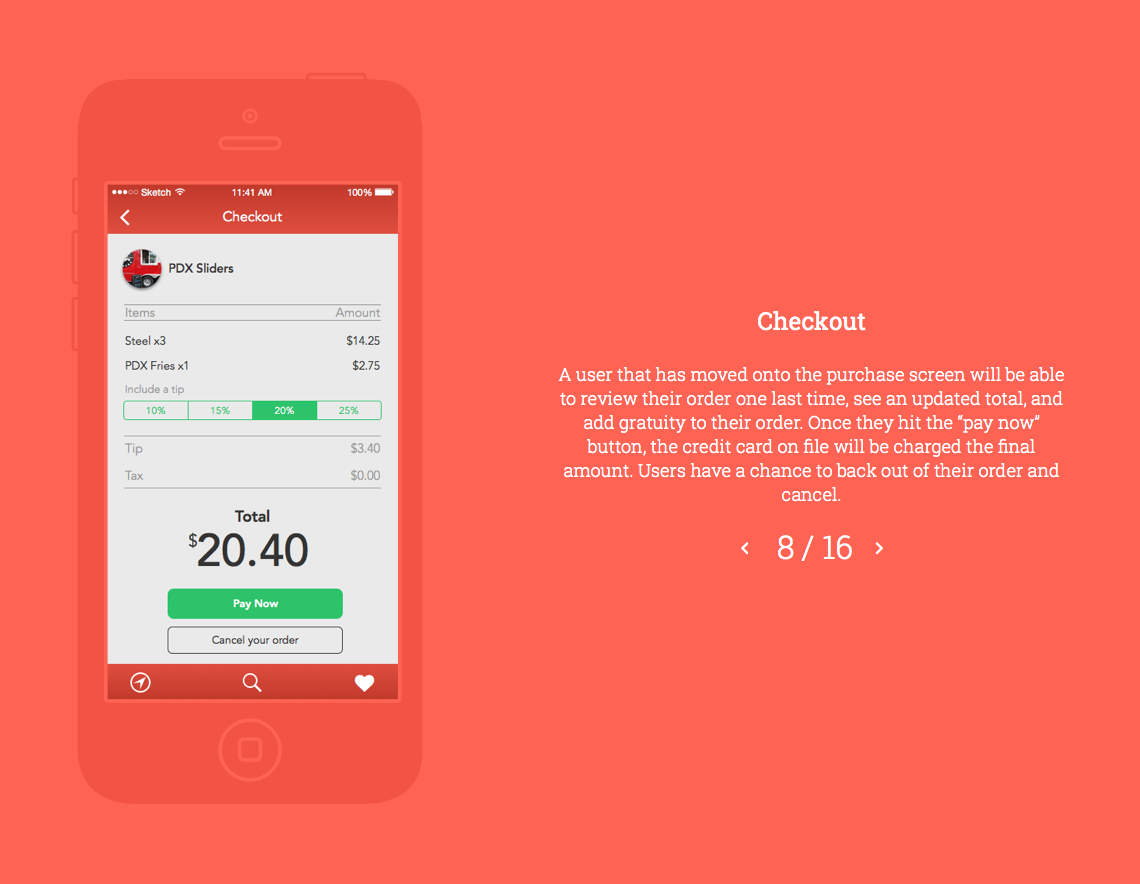 Sketch 11:41 AM 100%
Checkout
PDX Sliders
Items Amount
Steel x3 $14.25
PDX Fries x1 $2.75
Include a tip
10% 15% 20% 25%
Tip $3.40
Tax $0.00
Total
$20.40
Pay Now
Cancel your order
Checkout
A user that has moved onto the purchase screen will be able
to review their order one last time, see an updated total, and
add gratuity to their order. Once they hit the “pay now”
button, the credit card on file will be charged the final
amount. Users have a chance to back out of their order and
cancel.
8 / 16